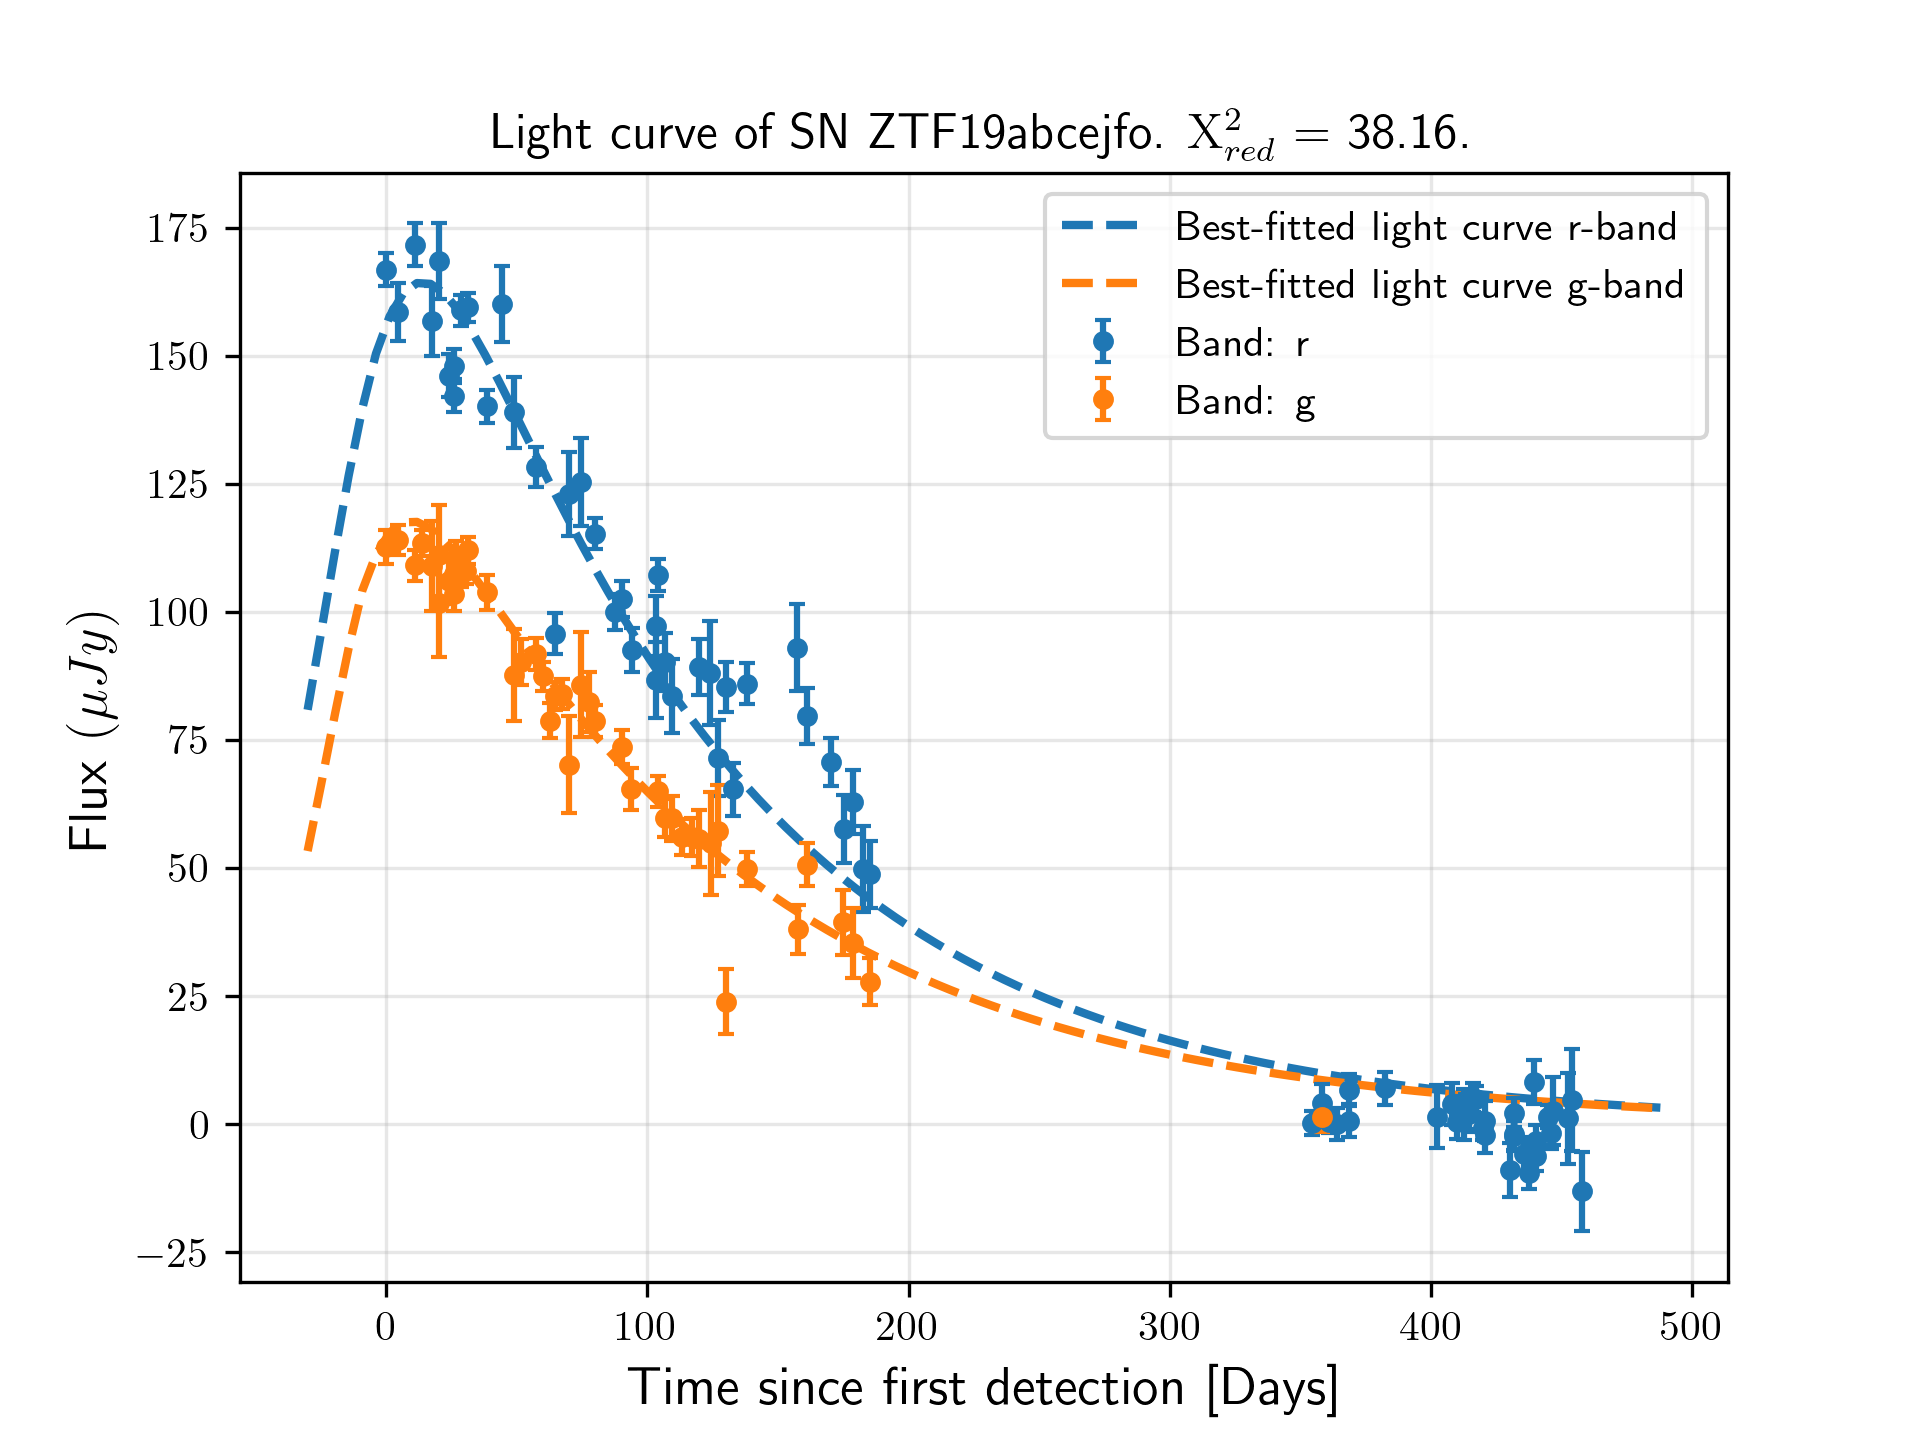 Light curve of SN ZTF19abcejfo. X²_red = 38.16.
Best-fitted light curve r-band
Best-fitted light curve g-band
Band: r
Band: g
Flux (μJy)
175
150
125
100
75
50
25
0
−25
0 100 200 300 400 500
Time since first detection [Days]